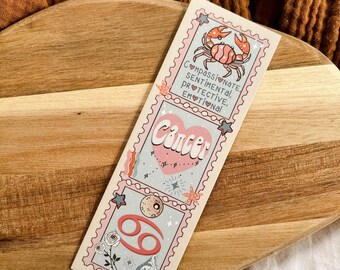 COMPASSIONATE,
SENTIMENTAL,
PROTECTIVE,
EMOTIONAL
Cancer